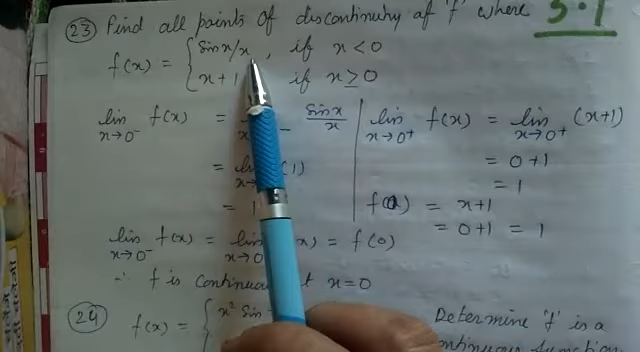 (23) Find all points of discontinuity of 'f' where
5.1
f(x) = { sin x/x, if x < 0
x + 1 if x ≥ 0
lim x→0⁻ f(x) = sin x/x
= (1)
= 1
lim x→0⁺ f(x) = lim x→0⁺ (x+1)
= 0+1
= 1
f(0) = x+1
= 0+1 = 1
lim x→0⁻ f(x) = lim x→0 = f(0)
∴ f is continuous at x=0
(24) f(x) = { x² sin
Determine 'f' is a
continuous function